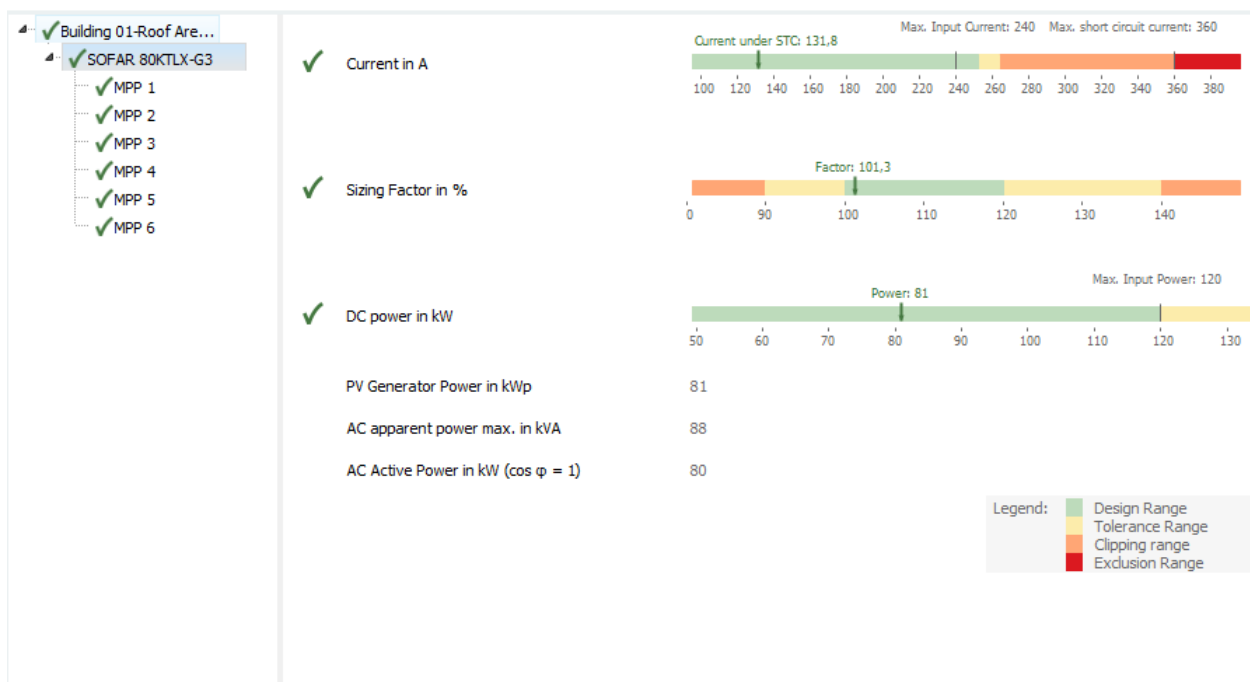 Building 01-Roof Are...
SOFAR 80KTLX-G3
MPP 1
MPP 2
MPP 3
MPP 4
MPP 5
MPP 6
Max. Input Current: 240 Max. short circuit current: 360
Current under STC: 131,8
Current in A
100 120 140 160 180 200 220 240 260 280 300 320 340 360 380
Factor: 101,3
Sizing Factor in %
0 90 100 110 120 130 140
Max. Input Power: 120
Power: 81
DC power in kW
50 60 70 80 90 100 110 120 130
PV Generator Power in kWp 81
AC apparent power max. in kVA 88
AC Active Power in kW (cos φ = 1) 80
Legend: Design Range
Tolerance Range
Clipping range
Exclusion Range